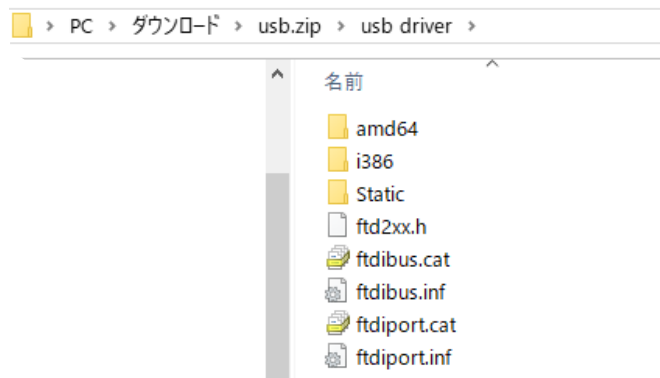 PC > ダウンロード > usb.zip > usb driver >
名前
amd64
i386
Static
ftd2xx.h
ftdibus.cat
ftdibus.inf
ftdiport.cat
ftdiport.inf